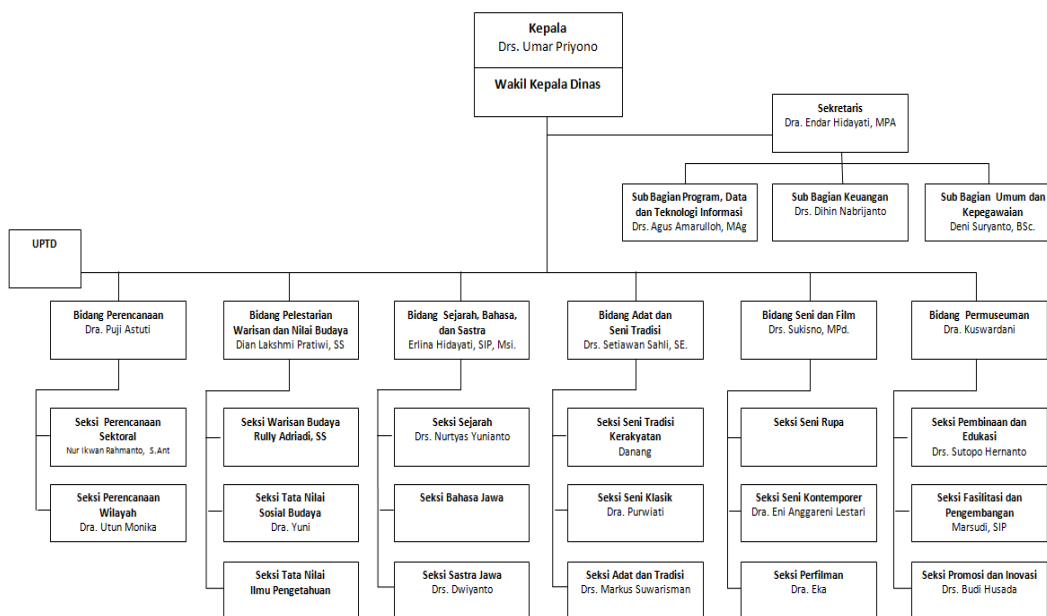 Kepala
Drs. Umar Priyono
Wakil Kepala Dinas
Sekretaris
Dra. Endar Hidayati, MPA
Sub Bagian Program, Data
dan Teknologi Informasi
Drs. Agus Amarulloh, MAg
Sub Bagian Keuangan
Drs. Dihin Nabrijanto
Sub Bagian Umum dan
Kepegawaian
Deni Suryanto, BSc.
UPTD
Bidang Perencanaan
Dra. Puji Astuti
Bidang Pelestarian
Warisan dan Nilai Budaya
Dian Lakshmi Pratiwi, SS
Bidang Sejarah, Bahasa,
dan Sastra
Erlina Hidayati, SIP, Msi.
Bidang Adat dan
Seni Tradisi
Drs. Setiawan Sahli, SE.
Bidang Seni dan Film
Drs. Sukisno, MPd.
Bidang Permuseuman
Dra. Kuswardani
Seksi Perencanaan
Sektoral
Nur Ikwan Rahmanto, S.Ant
Seksi Warisan Budaya
Rully Adriadi, SS
Seksi Sejarah
Drs. Nurtyas Yunianto
Seksi Seni Tradisi
Kerakyatan
Danang
Seksi Seni Rupa
Seksi Pembinaan dan
Edukasi
Drs. Sutopo Hernanto
Seksi Perencanaan
Wilayah
Dra. Utun Monika
Seksi Tata Nilai
Sosial Budaya
Dra. Yuni
Seksi Bahasa Jawa
Seksi Seni Klasik
Dra. Purwiati
Seksi Seni Kontemporer
Dra. Eni Anggareni Lestari
Seksi Fasilitasi dan
Pengembangan
Marsudi, SIP
Seksi Tata Nilai
Ilmu Pengetahuan
Seksi Sastra Jawa
Drs. Dwiyanto
Seksi Adat dan Tradisi
Drs. Markus Suwarisman
Seksi Perfilman
Dra. Eka
Seksi Promosi dan Inovasi
Drs. Budi Husada